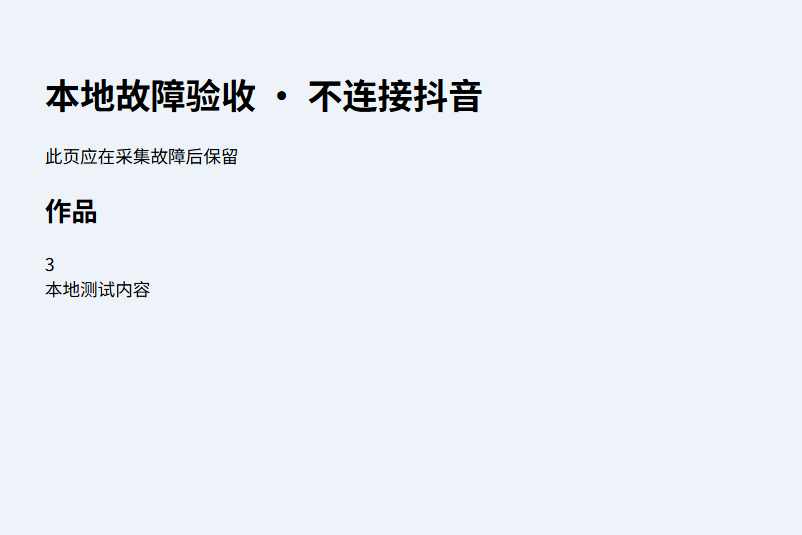 本地故障验收 · 不连接抖音
此页应在采集故障后保留
作品
3
本地测试内容